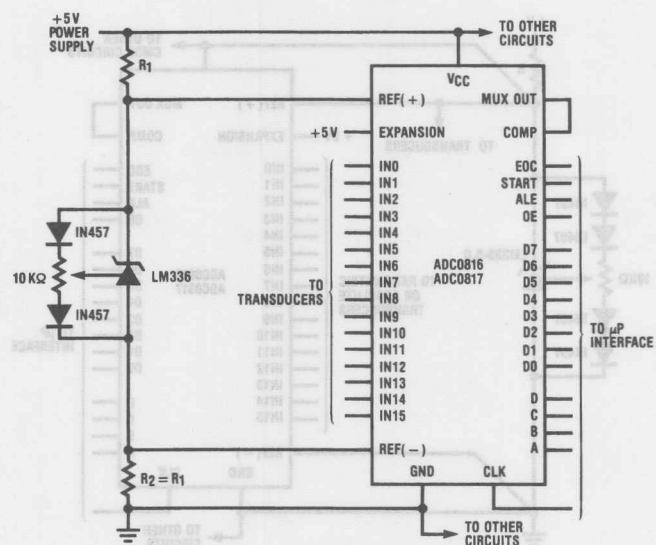 +5V
POWER
SUPPLY
TO OTHER
CIRCUITS
R1
VCC
REF(+)
MUX OUT
+5V
EXPANSION
COMP
IN0
EOC
IN1
START
IN2
ALE
IN3
OE
IN4
IN5
D7
IN6
D6
IN7
D5
IN8
D4
IN9
D3
IN10
D2
IN11
D1
IN12
D0
IN13
IN14
D
IN15
C
B
A
ADC0816
ADC0817
TO
TRANSDUCERS
TO μP
INTERFACE
IN457
10 KΩ
LM336
IN457
REF(−)
R2 = R1
GND
CLK
TO OTHER
CIRCUITS